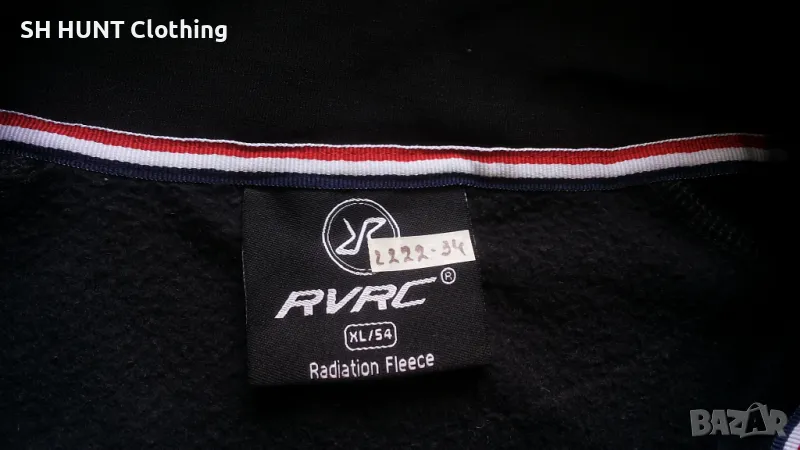 SH HUNT Clothing
2222-34
RVRC®
XL/54
Radiation Fleece
BAZAR